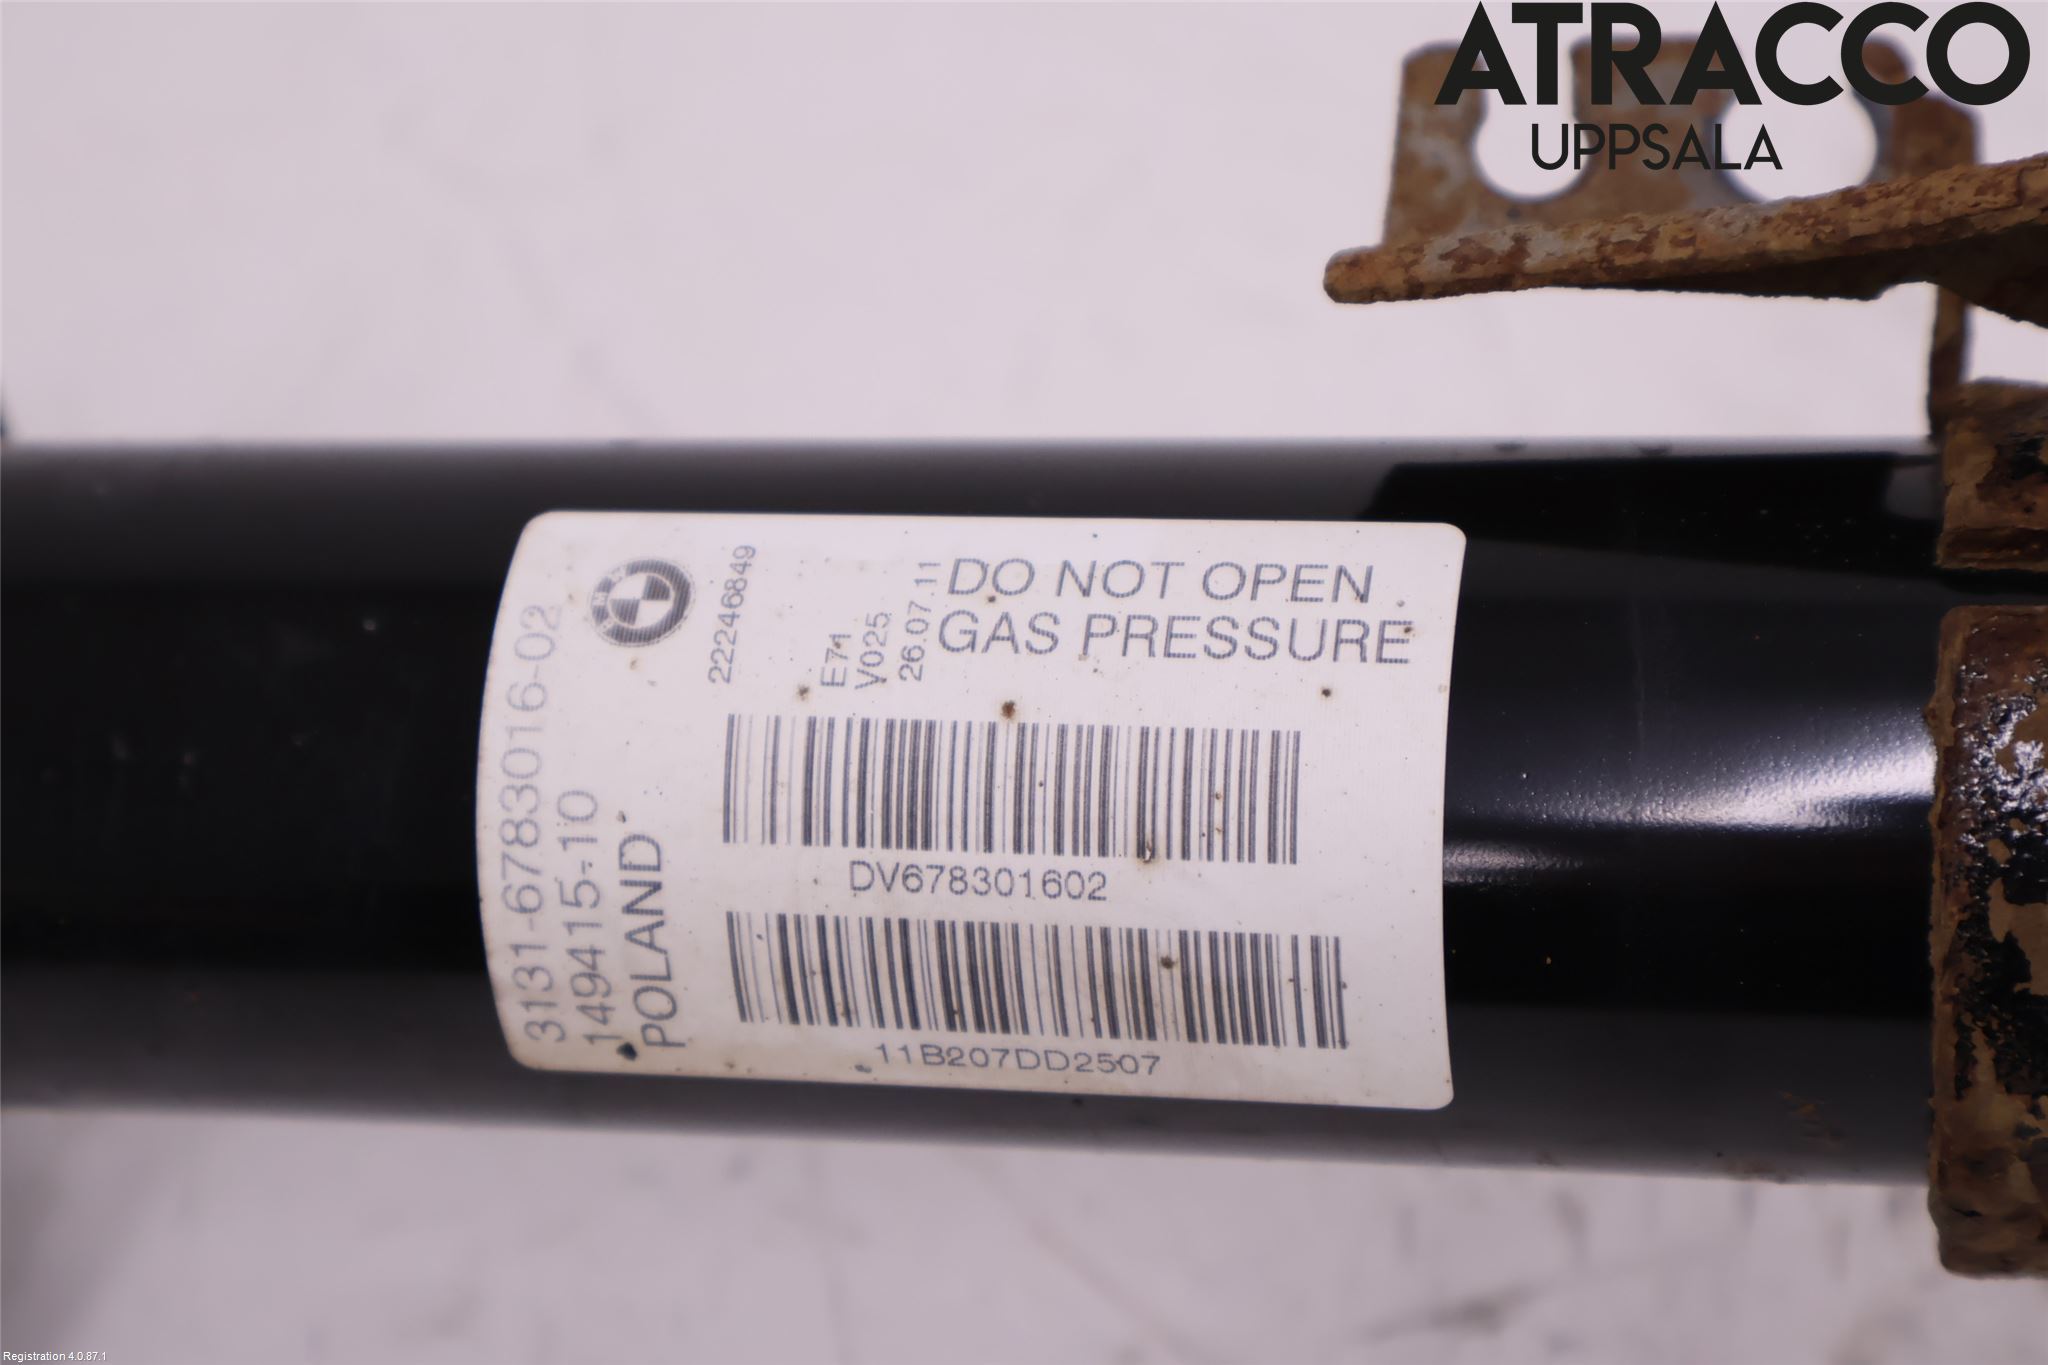 ATRACCO
UPPSALA
DO NOT OPEN
GAS PRESSURE
22246849
E71
V025
26.07.11
3131-6783016-02
149415-10
POLAND
DV678301602
11B207DD2507
Registration 4.0.87.1